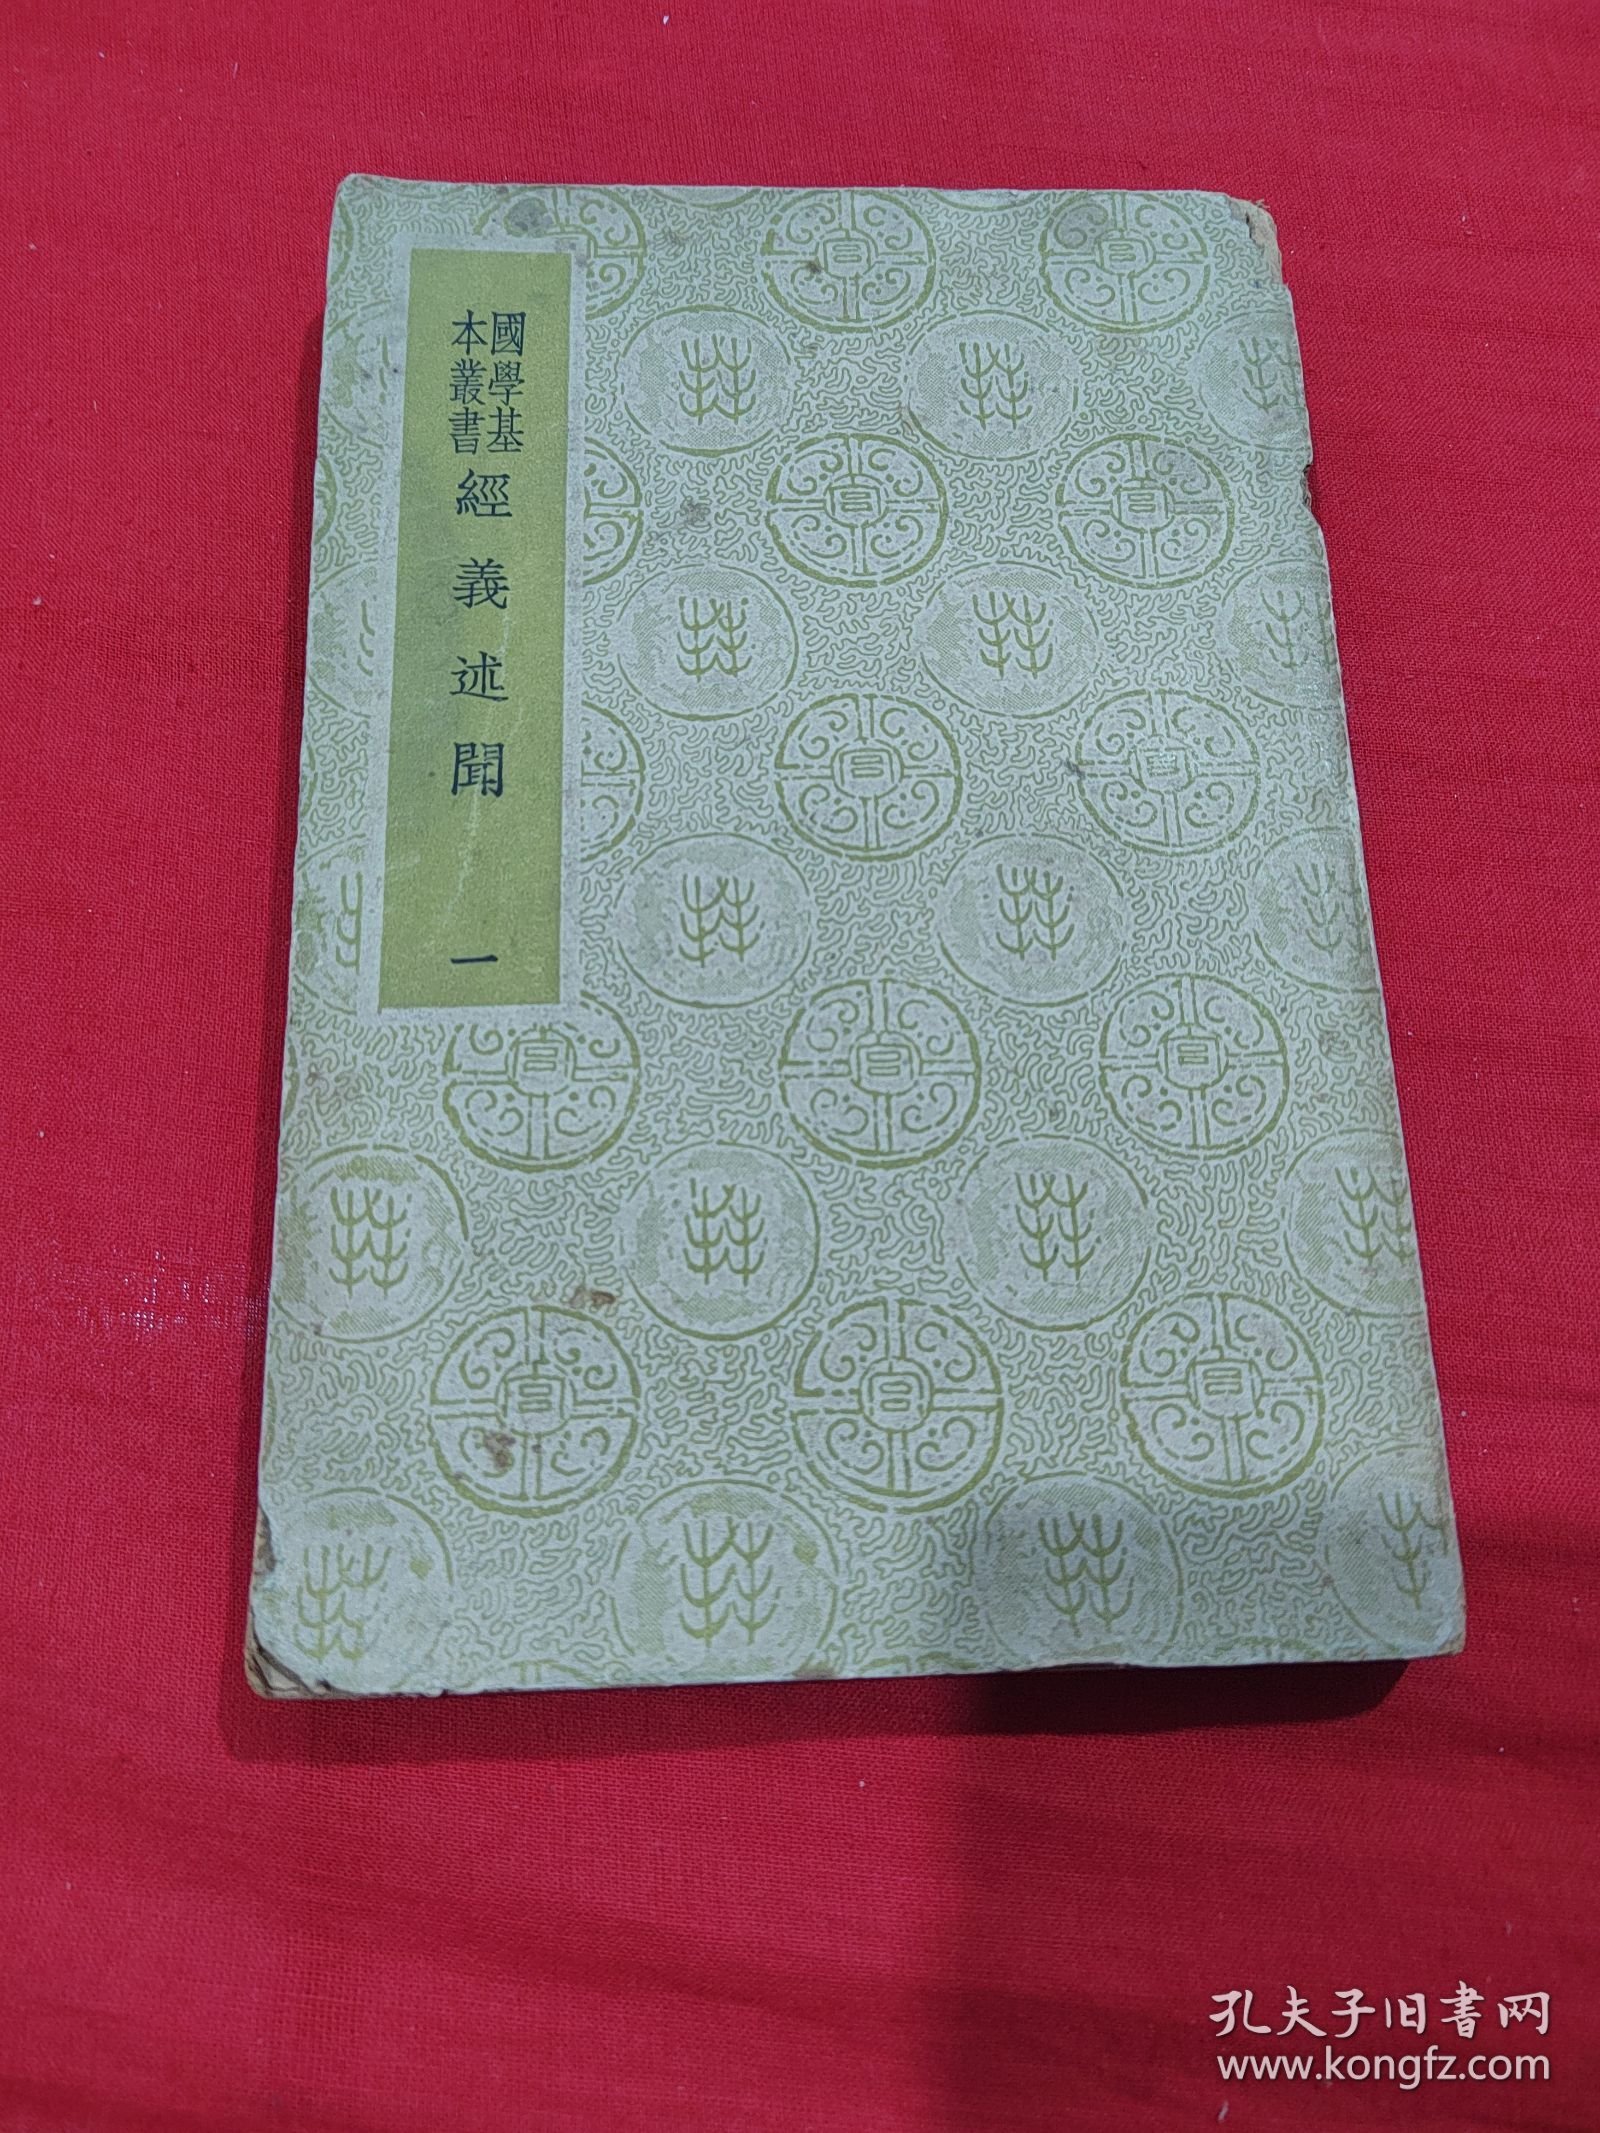 國學基
本叢書
經義述聞
一
孔夫子旧书网
www.kongfz.com